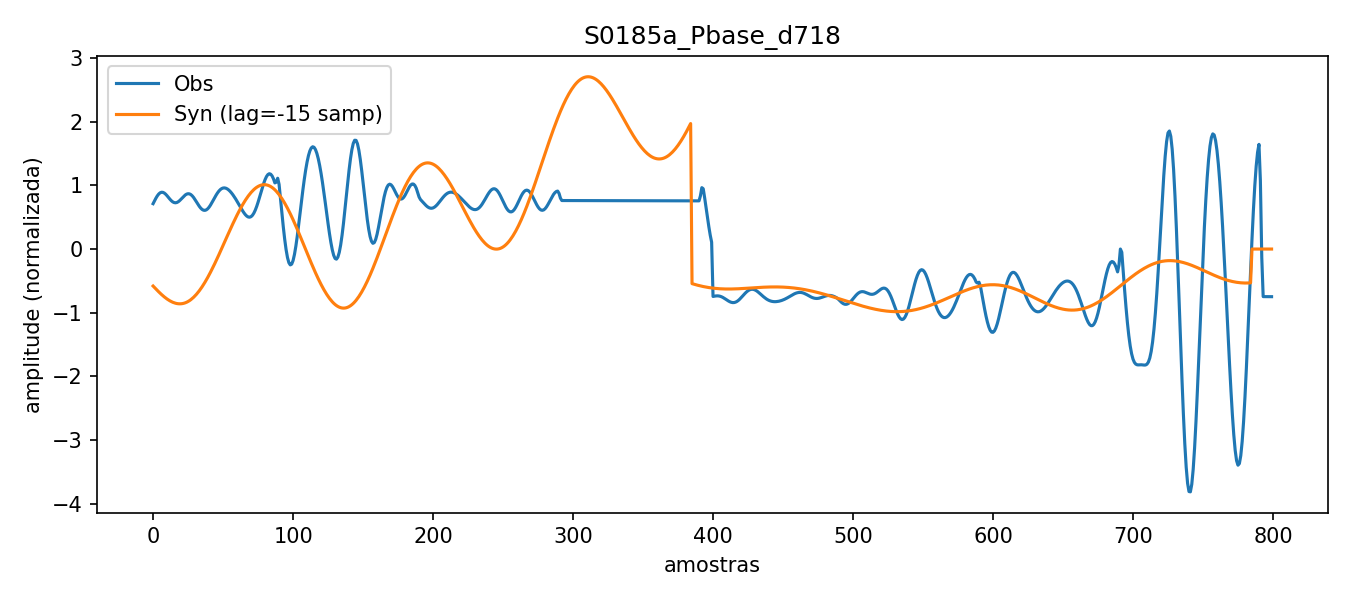 S0185a_Pbase_d718
Obs
Syn (lag=-15 samp)
amplitude (normalizada)
3
2
1
0
−1
−2
−3
−4
0 100 200 300 400 500 600 700 800
amostras